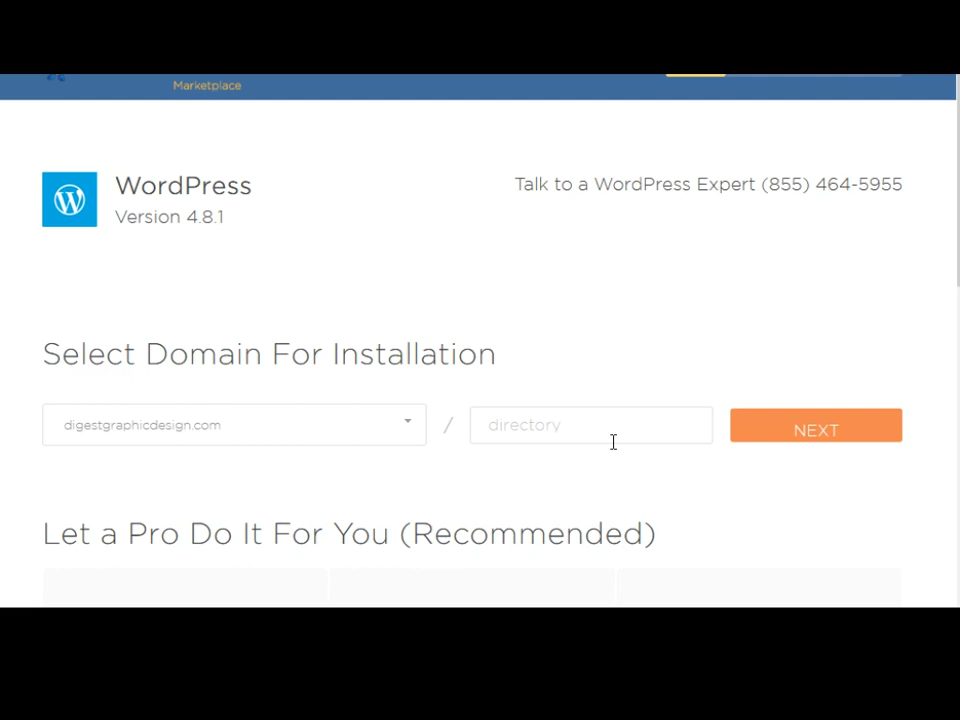 Marketplace
WordPress
Version 4.8.1
Talk to a WordPress Expert (855) 464-5955
Select Domain For Installation
digestgraphicdesign.com / directory NEXT
Let a Pro Do It For You (Recommended)